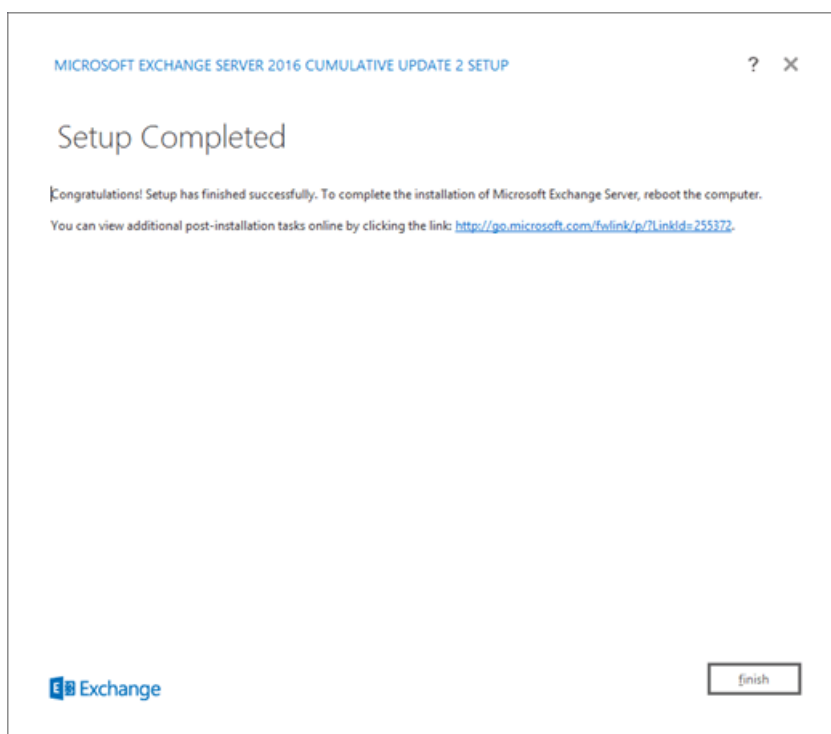 MICROSOFT EXCHANGE SERVER 2016 CUMULATIVE UPDATE 2 SETUP ? ×
Setup Completed
Congratulations! Setup has finished successfully. To complete the installation of Microsoft Exchange Server, reboot the computer.
You can view additional post-installation tasks online by clicking the link: http://go.microsoft.com/fwlink/p/?LinkId=255372.
E Exchange
finish